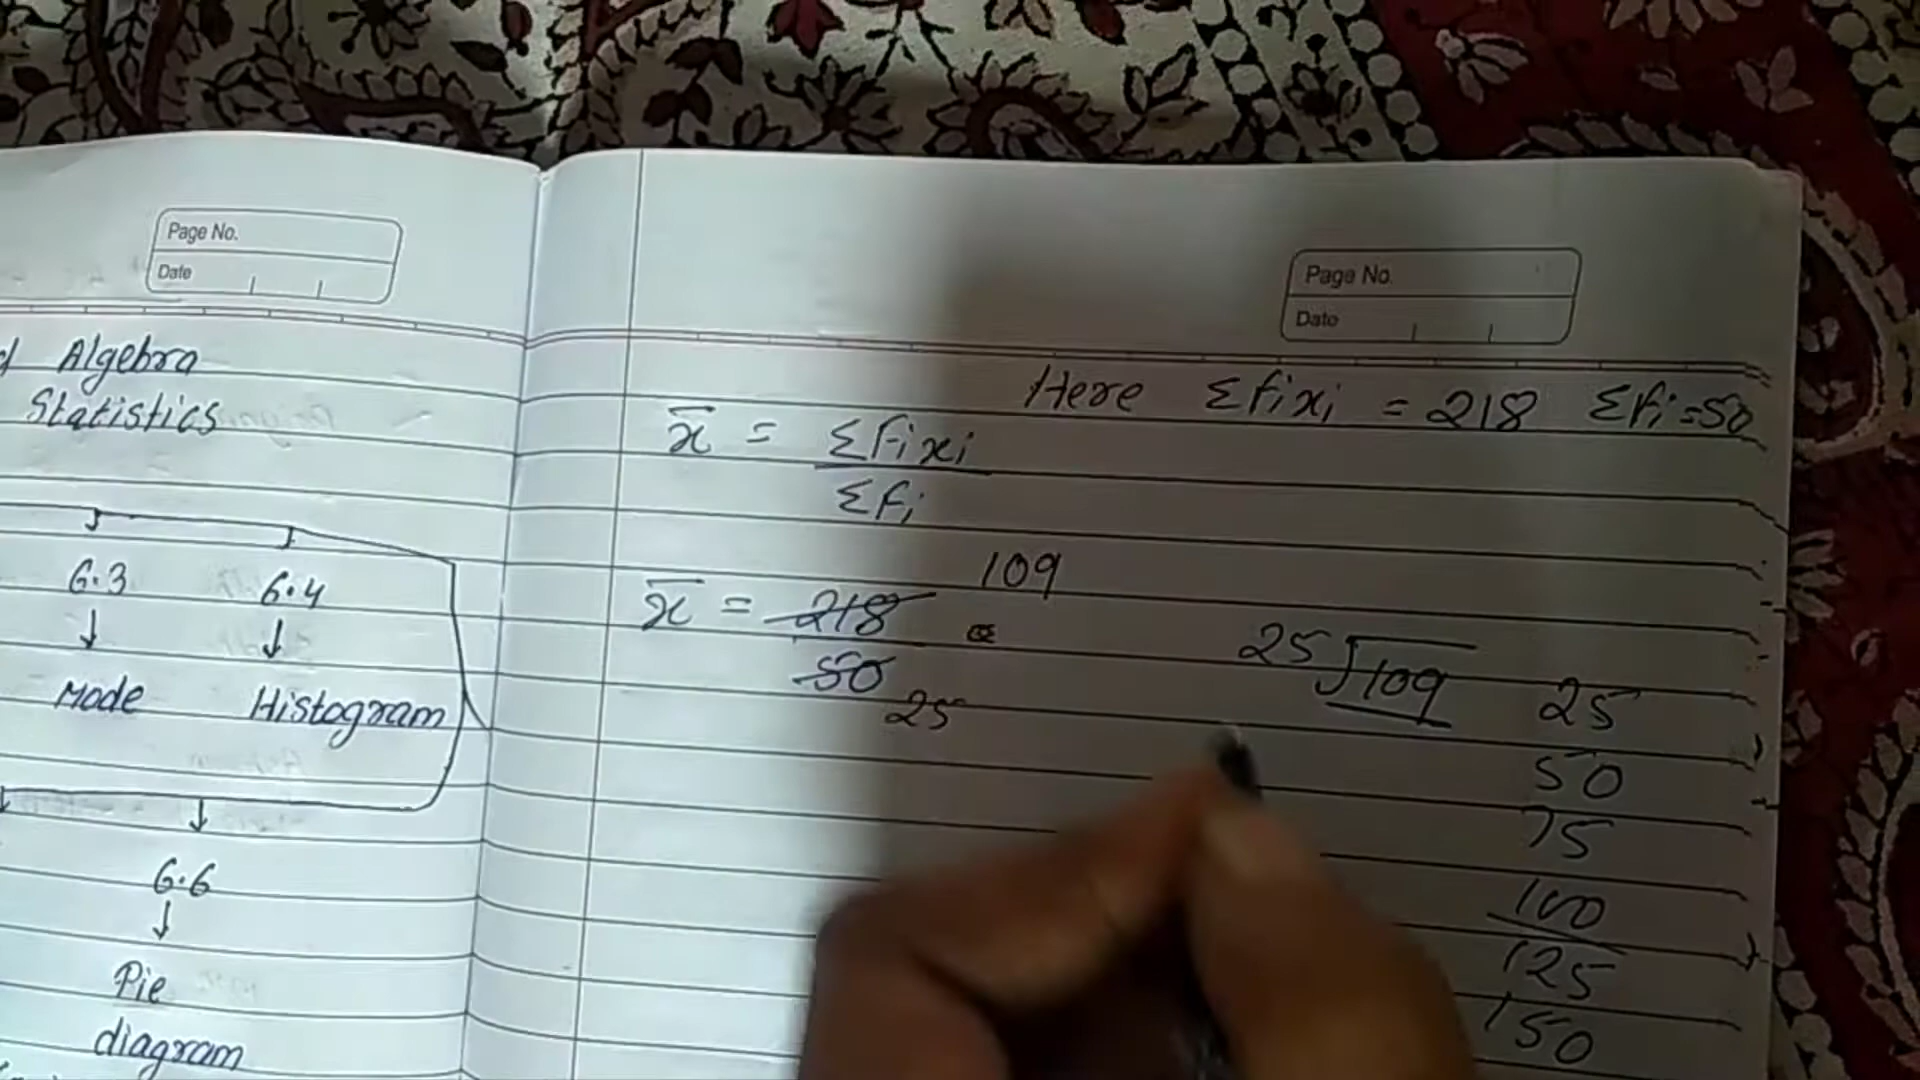 Page No.
Date
Algebra
Statistics
6.3 6.4
↓ ↓
Mode Histogram
↓
6.6
↓
Pie
diagram
Page No.
Date
Here Σfixi = 218 Σfi=50
x̄ = Σfixi
Σfi
109
x̄ = 218 =
50
25
25 √109
25
50
75
100
125
150